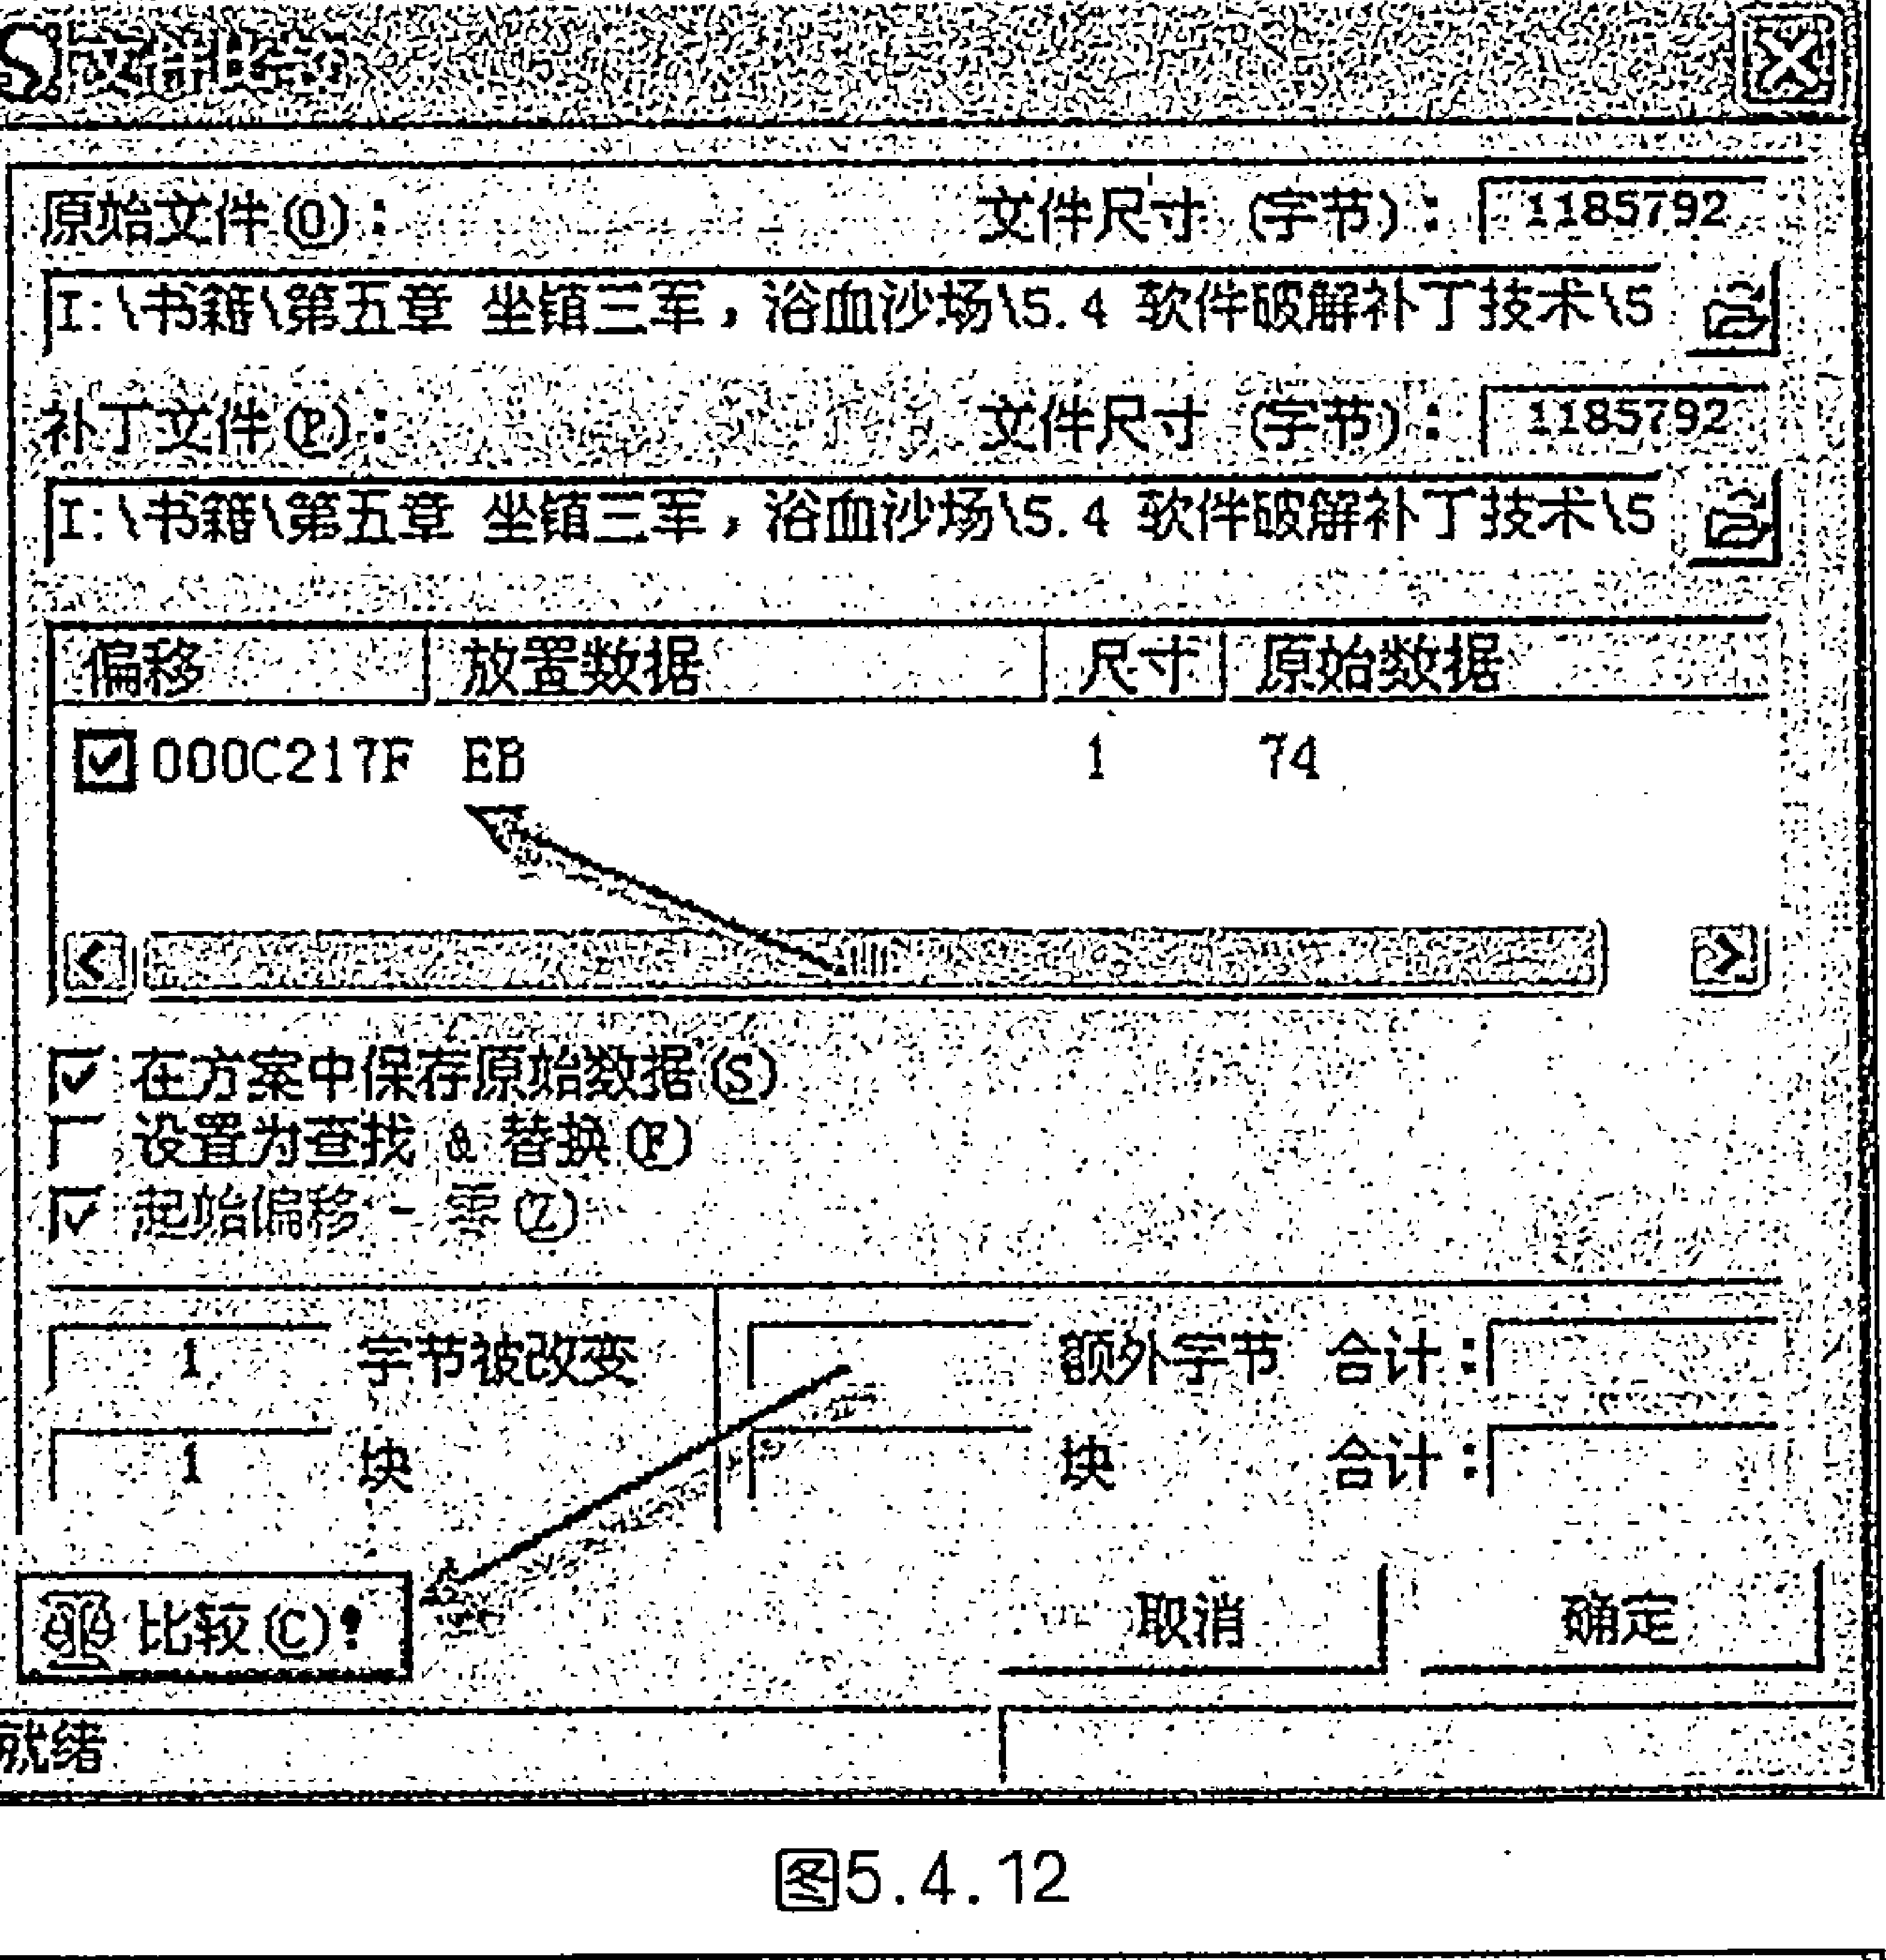 文件比较
原始文件(O): 文件尺寸 (字节): 1185792
I:\书籍\第五章 坐镇三军，浴血沙场\5.4 软件破解补丁技术\5
补丁文件(P): 文件尺寸 (字节): 1185792
I:\书籍\第五章 坐镇三军，浴血沙场\5.4 软件破解补丁技术\5
偏移 放置数据 尺寸 原始数据
000C217F EB 1 74
在方案中保存原始数据(S)
设置为查找 & 替换(F)
起始偏移 - 零(Z)
1 字节被改变 额外字节 合计:
1 块 块 合计:
比较(C)! 取消 确定
就绪
图5.4.12